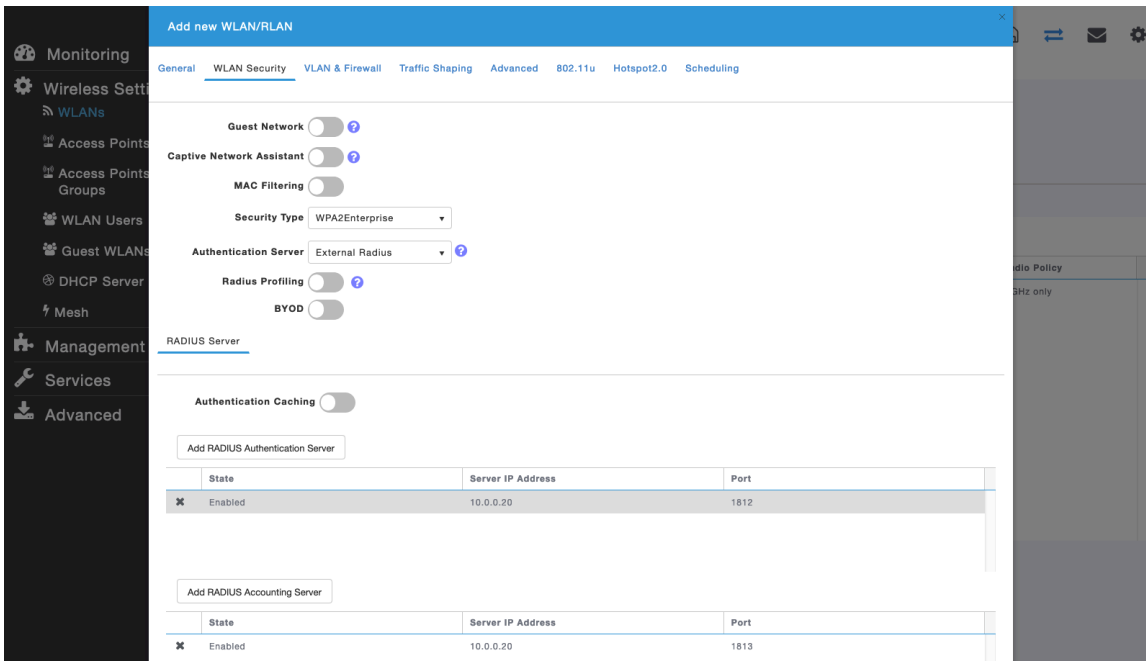 Add new WLAN/RLAN
×
Monitoring
Wireless Setti
WLANs
Access Points
Access Points
Groups
WLAN Users
Guest WLANs
DHCP Server
Mesh
Management
Services
Advanced
General WLAN Security VLAN & Firewall Traffic Shaping Advanced 802.11u Hotspot2.0 Scheduling
Guest Network ?
Captive Network Assistant ?
MAC Filtering
Security Type WPA2Enterprise
Authentication Server External Radius ?
Radius Profiling ?
BYOD
RADIUS Server
Authentication Caching
Add RADIUS Authentication Server
State Server IP Address Port
Enabled 10.0.0.20 1812
Add RADIUS Accounting Server
State Server IP Address Port
Enabled 10.0.0.20 1813
dio Policy
GHz only